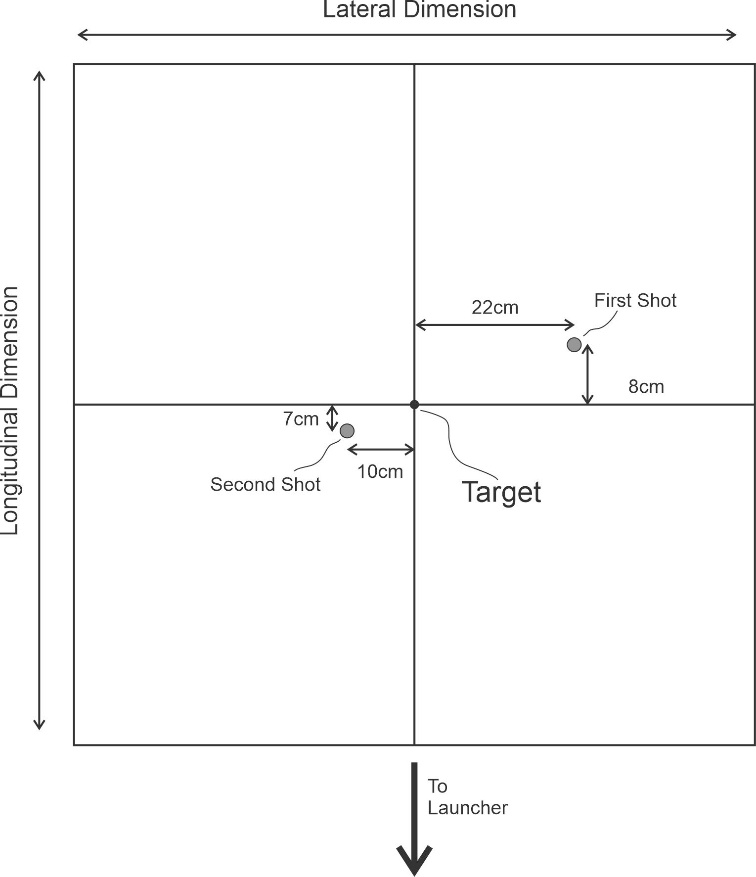 Lateral Dimension
Longitudinal Dimension
22cm
First Shot
8cm
7cm
10cm
Second Shot
Target
To
Launcher